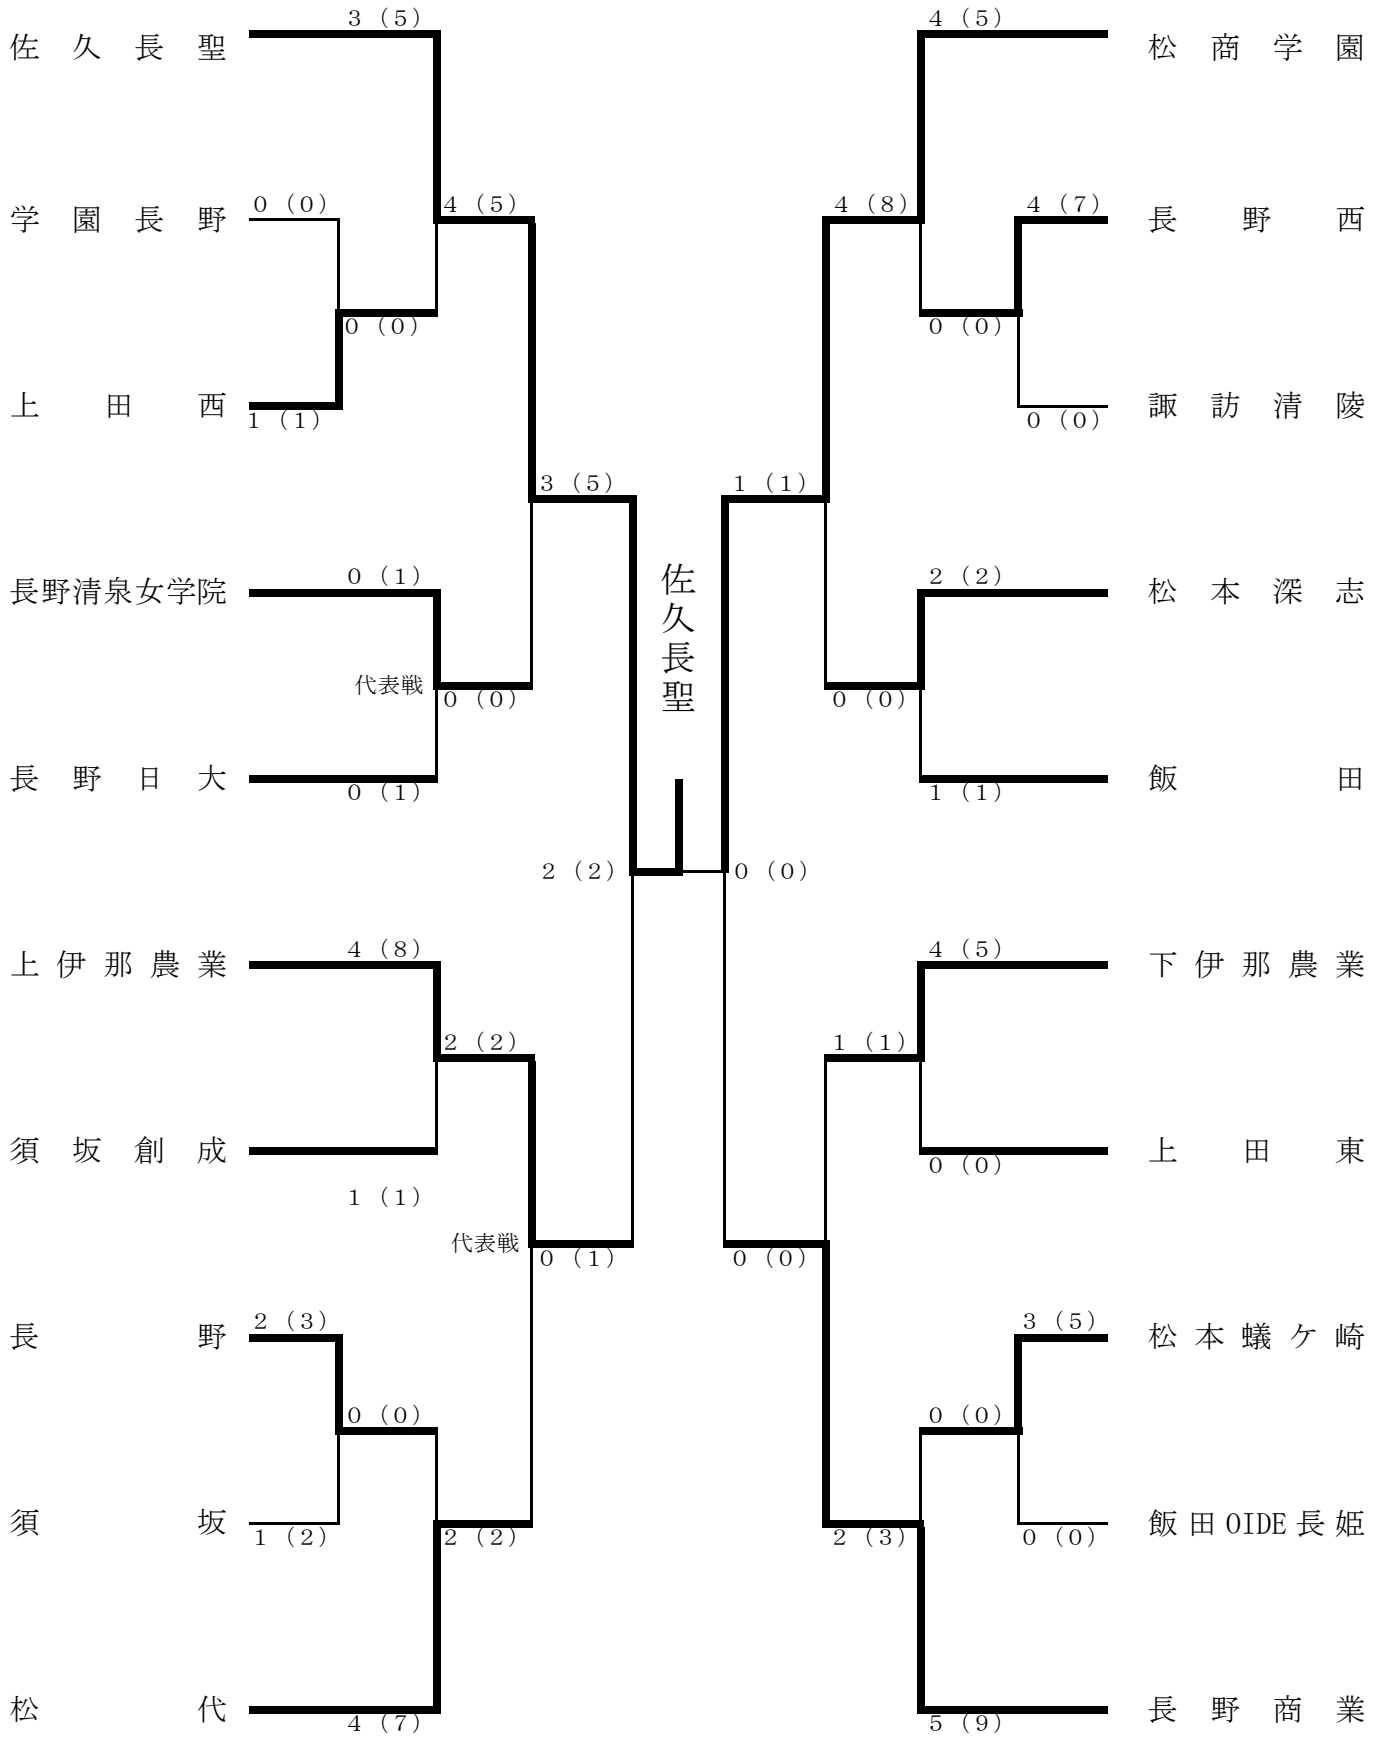 3 (5)
4 (5)
佐久長聖
松商学園
0 (0)
4 (5)
4 (8)
4 (7)
学園長野
長野西
0 (0)
0 (0)
上田西
諏訪清陵
1 (1)
0 (0)
3 (5)
1 (1)
0 (1)
2 (2)
長野清泉女学院
佐久長聖
松本深志
代表戦
0 (0)
0 (0)
長野日大
飯田
0 (1)
1 (1)
2 (2)
0 (0)
4 (8)
4 (5)
上伊那農業
下伊那農業
2 (2)
1 (1)
須坂創成
上田東
0 (0)
1 (1)
代表戦
0 (1)
0 (0)
2 (3)
3 (5)
長野
松本蟻ケ崎
0 (0)
0 (0)
須坂
飯田OIDE長姫
1 (2)
2 (2)
2 (3)
0 (0)
松代
長野商業
4 (7)
5 (9)